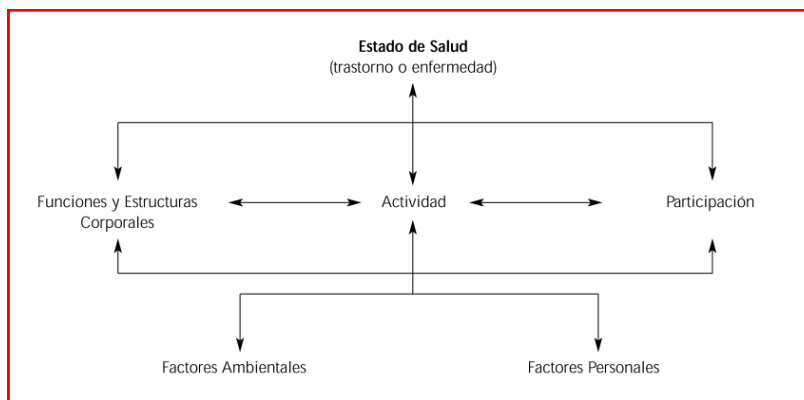 Estado de Salud
(trastorno o enfermedad)
Funciones y Estructuras
Corporales
Actividad
Participación
Factores Ambientales
Factores Personales